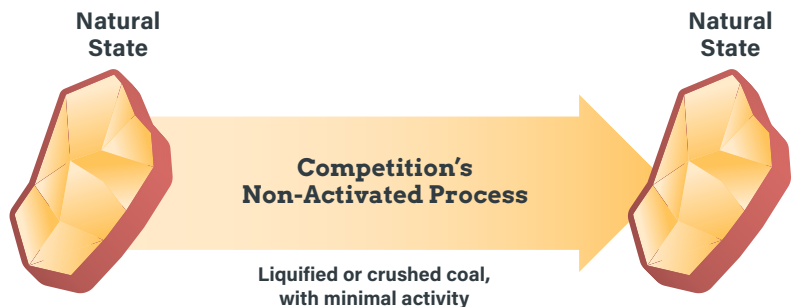 Natural
State
Natural
State
Competition's
Non-Activated Process
Liquified or crushed coal,
with minimal activity